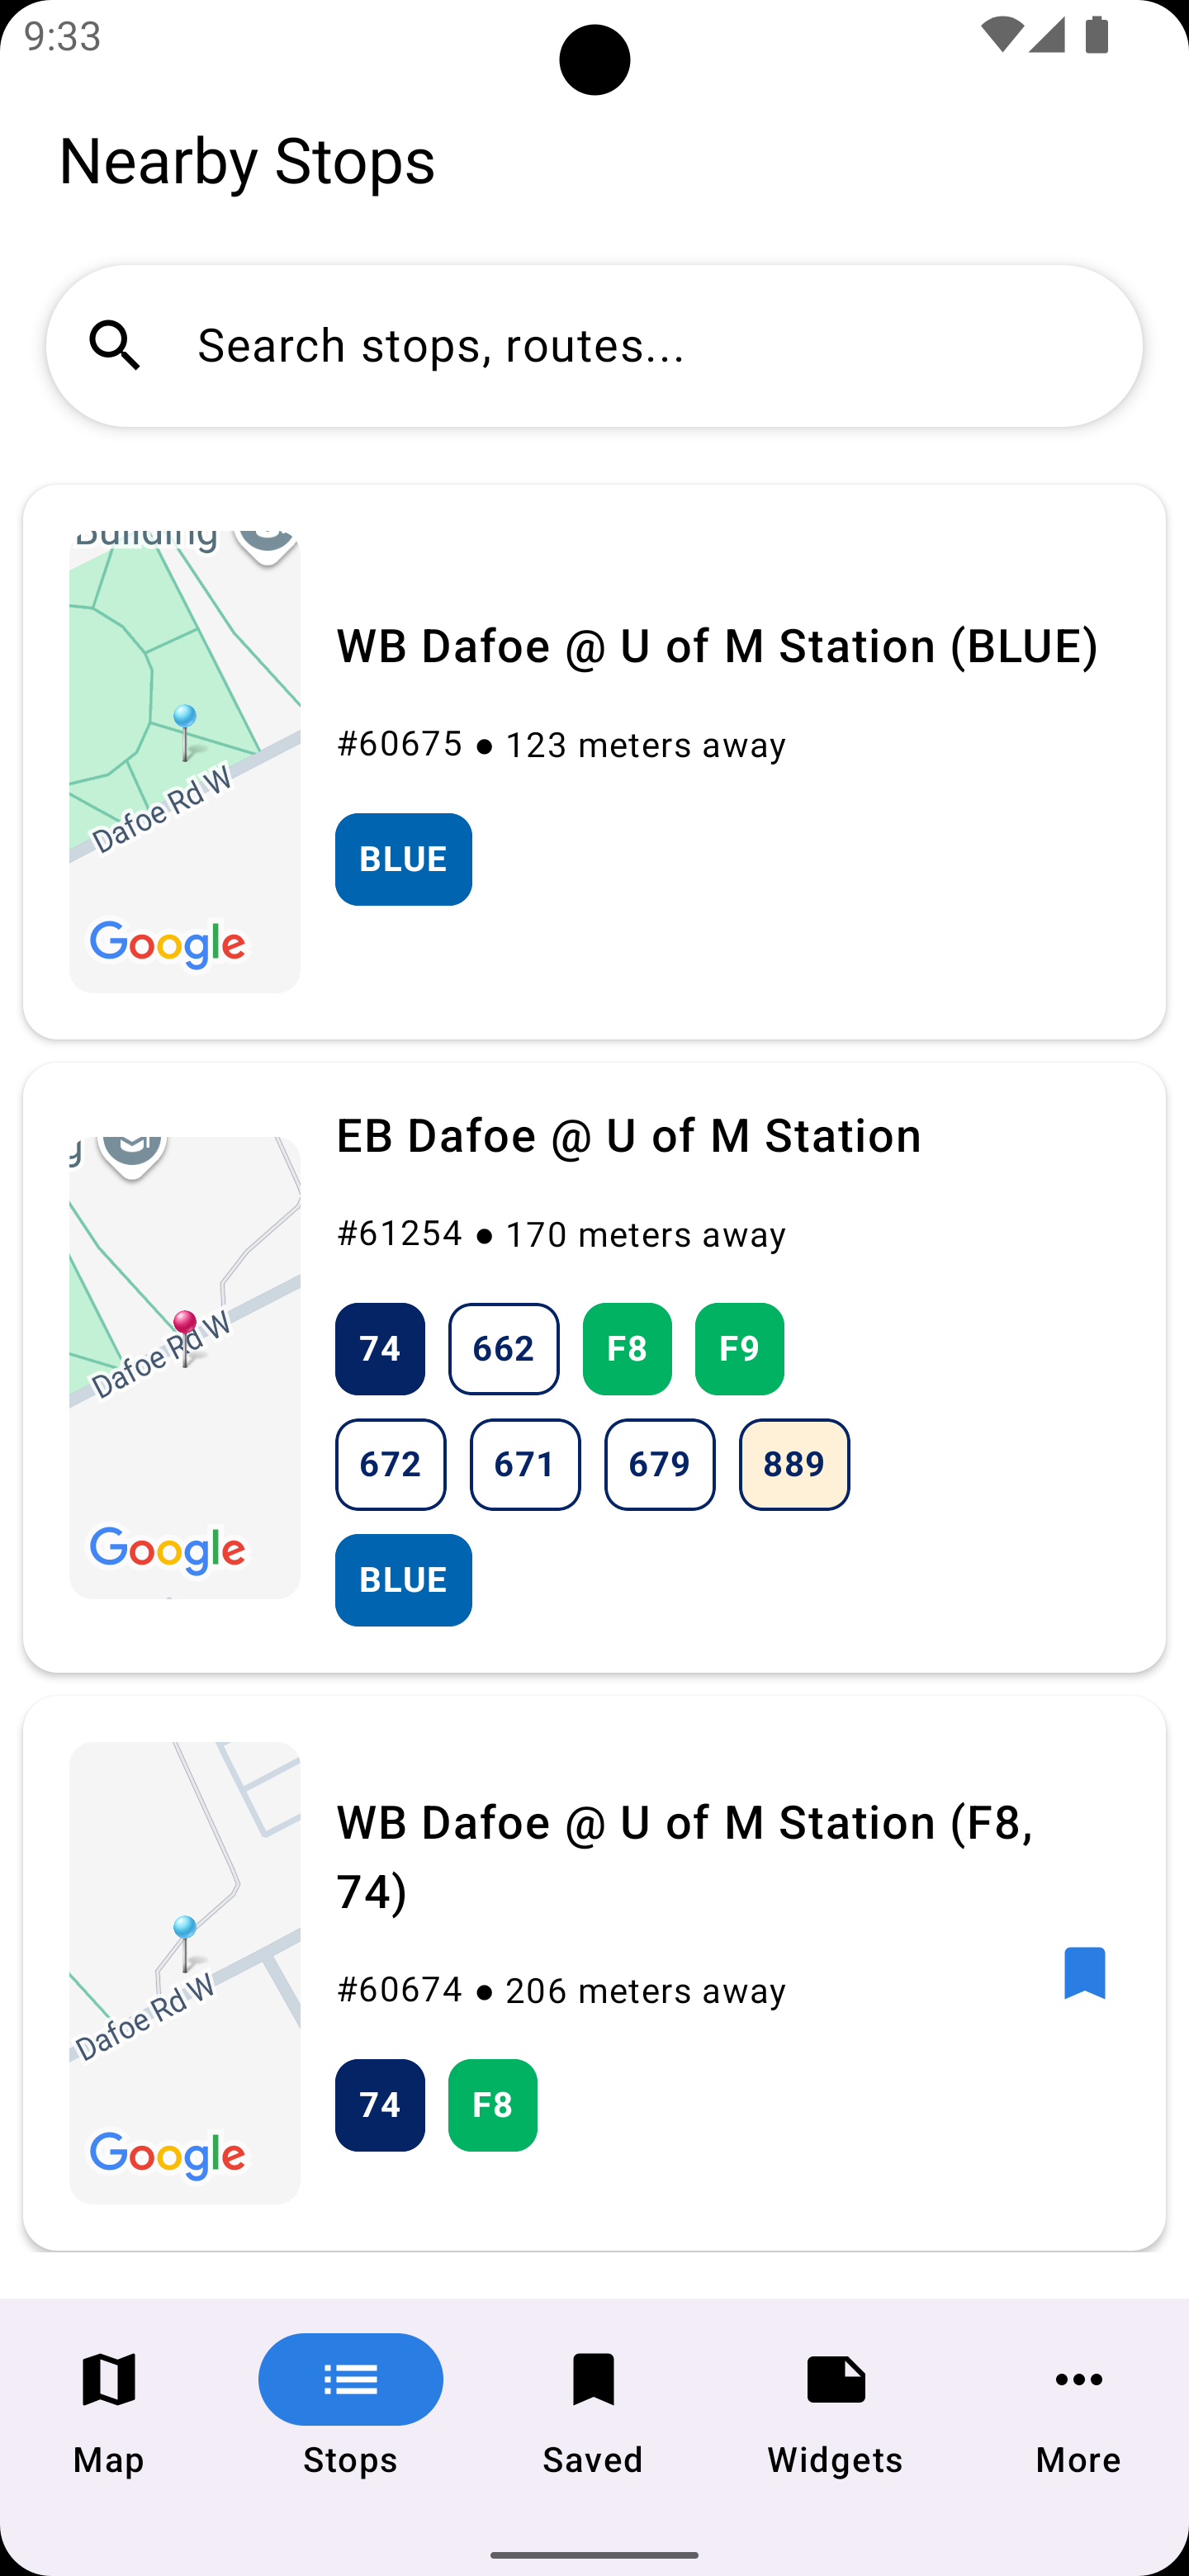 9:33
Nearby Stops
Search stops, routes...
Building
Dafoe Rd W
Google
WB Dafoe @ U of M Station (BLUE)
#60675 ● 123 meters away
BLUE
Dafoe Rd W
Google
EB Dafoe @ U of M Station
#61254 ● 170 meters away
74 662 F8 F9
672 671 679 889
BLUE
Dafoe Rd W
Google
WB Dafoe @ U of M Station (F8,
74)
#60674 ● 206 meters away
74 F8
Map Stops Saved Widgets More